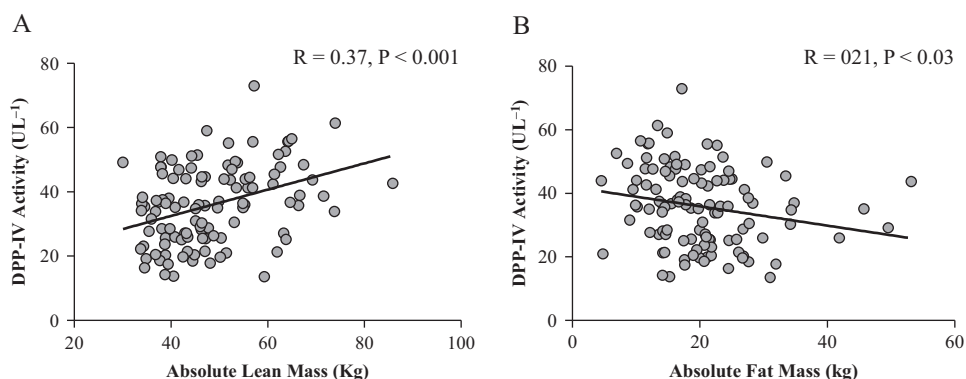 A
R = 0.37, P < 0.001
80
60
40
20
0
DPP-IV Activity (UL⁻¹)
20 40 60 80 100
Absolute Lean Mass (Kg)
B
R = 021, P < 0.03
80
60
40
20
0
DPP-IV Activity (UL⁻¹)
0 20 40 60
Absolute Fat Mass (kg)